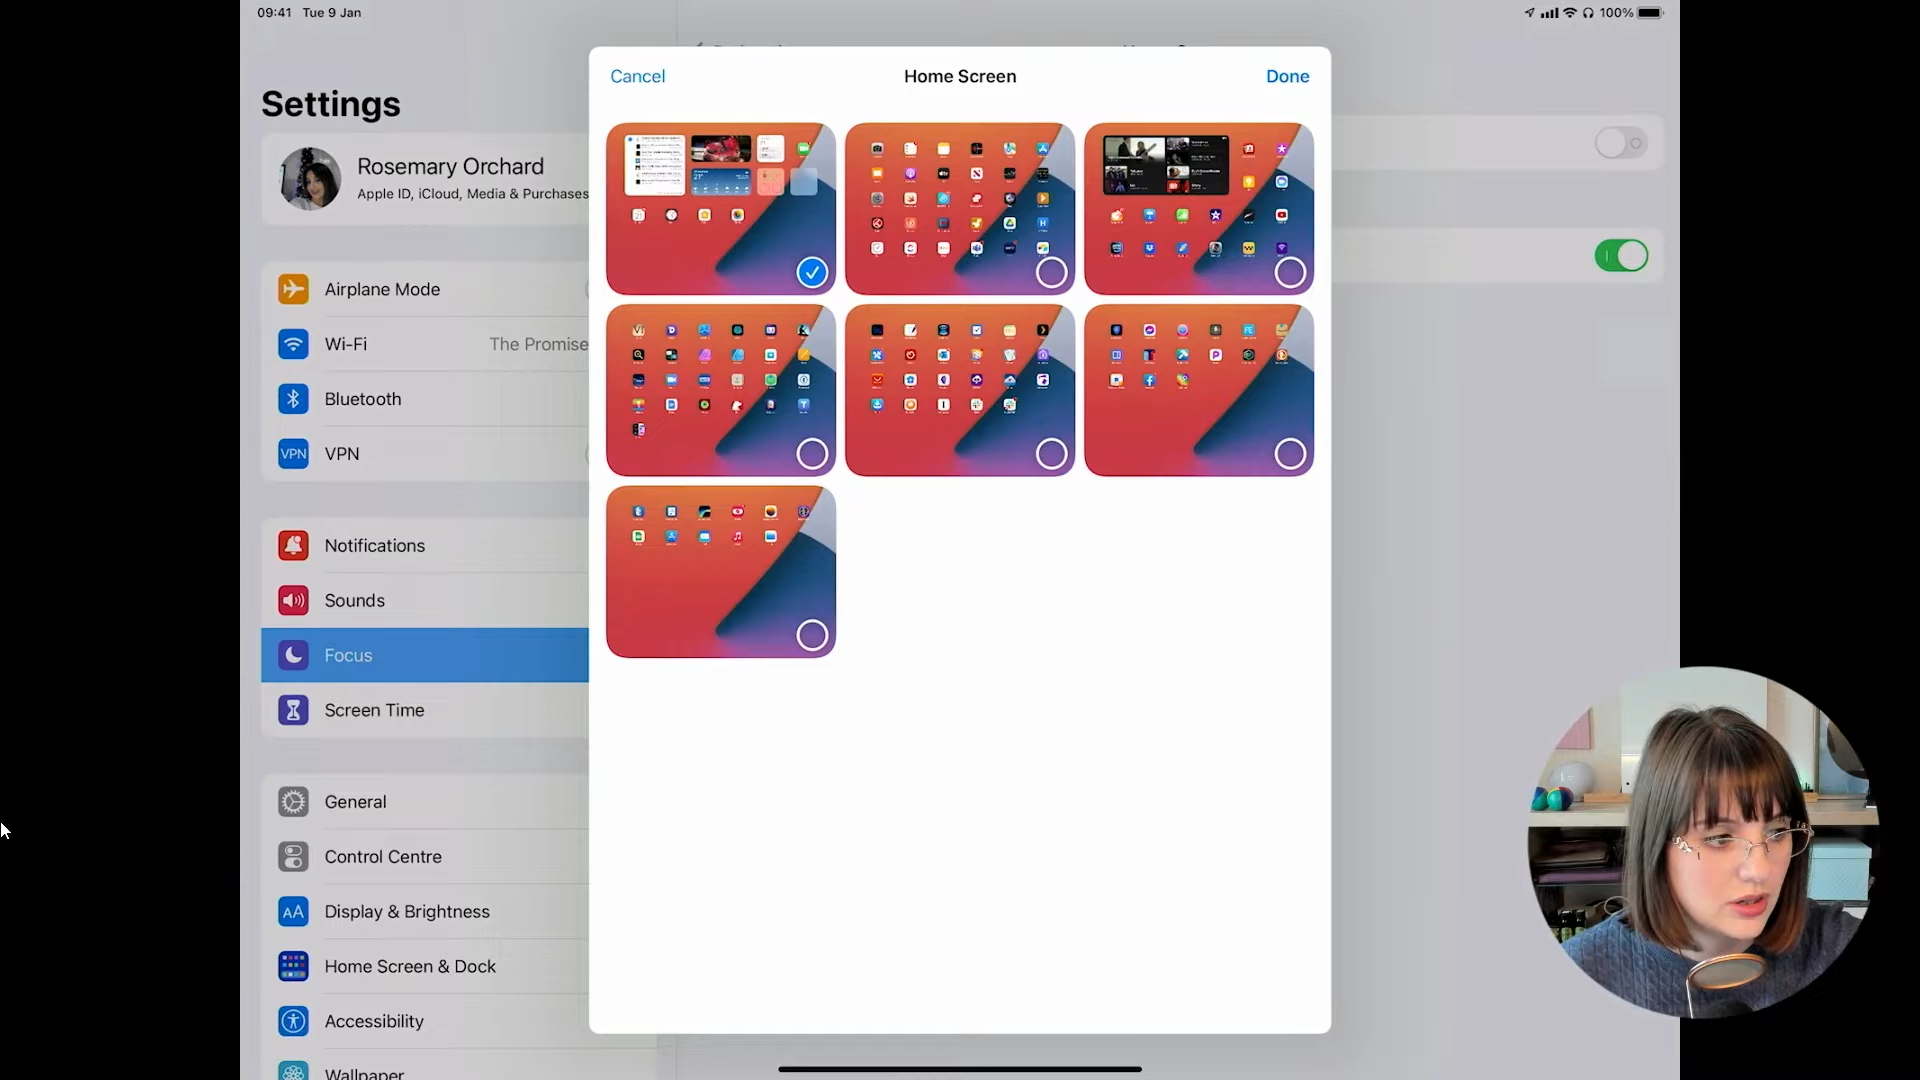 09:41 Tue 9 Jan
100%
Cancel
Home Screen
Done
Settings
Rosemary Orchard
Apple ID, iCloud, Media & Purchases
Airplane Mode
Wi-Fi
The Promise
Bluetooth
VPN
VPN
Notifications
Sounds
Focus
Screen Time
General
Control Centre
AA
Display & Brightness
Home Screen & Dock
Accessibility
Wallpaper
21°